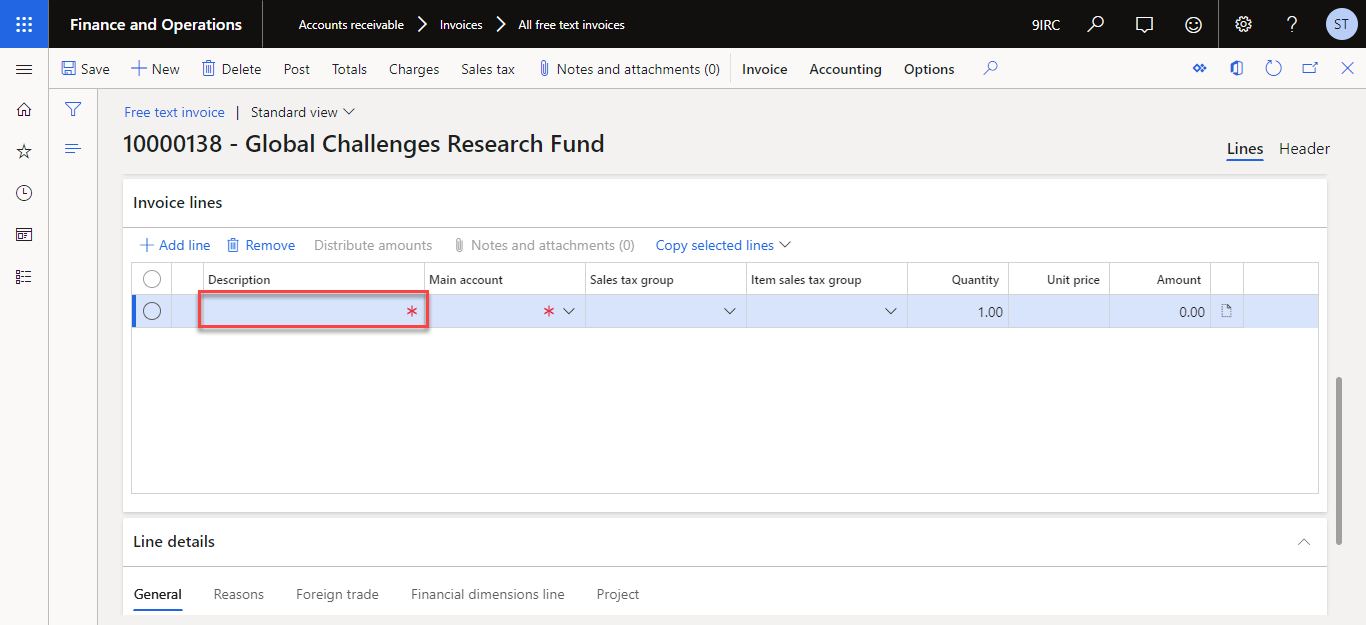 Finance and Operations Accounts receivable Invoices All free text invoices 9IRC ? ST
Save New Delete Post Totals Charges Sales tax Notes and attachments (0) Invoice Accounting Options
Free text invoice | Standard view
10000138 - Global Challenges Research Fund
Lines Header
Invoice lines
Add line Remove Distribute amounts Notes and attachments (0) Copy selected lines
Description Main account Sales tax group Item sales tax group Quantity Unit price Amount
* * 1.00 0.00
Line details
General Reasons Foreign trade Financial dimensions line Project